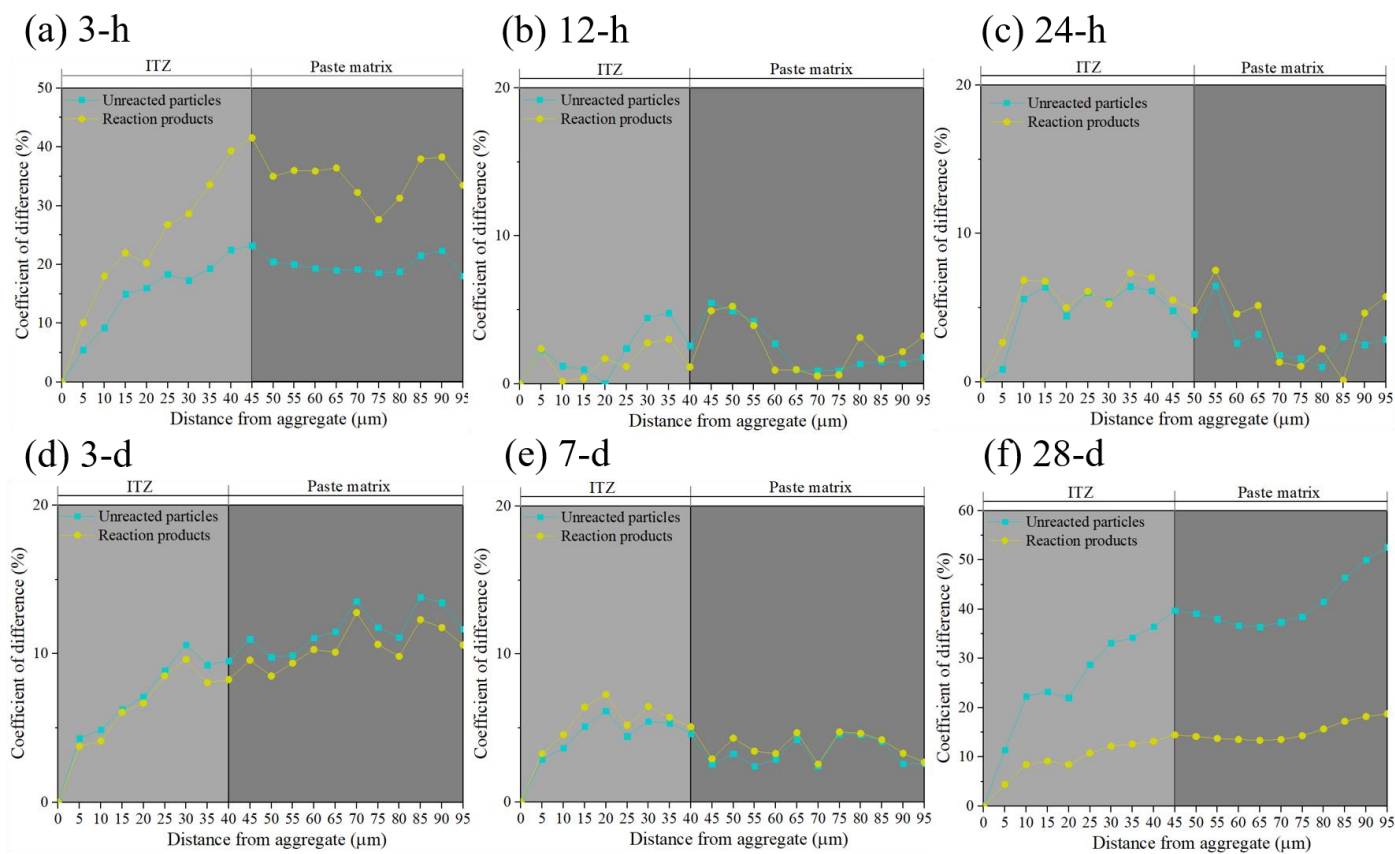 (a) 3-h
ITZ
Paste matrix
Unreacted particles
Reaction products
Coefficient of difference (%)
50
40
30
20
10
0
0 5 10 15 20 25 30 35 40 45 50 55 60 65 70 75 80 85 90 95
Distance from aggregate (μm)
(b) 12-h
ITZ
Paste matrix
Unreacted particles
Reaction products
Coefficient of difference (%)
20
10
0
0 5 10 15 20 25 30 35 40 45 50 55 60 65 70 75 80 85 90 95
Distance from aggregate (μm)
(c) 24-h
ITZ
Paste matrix
Unreacted particles
Reaction products
Coefficient of difference (%)
20
10
0
0 5 10 15 20 25 30 35 40 45 50 55 60 65 70 75 80 85 90 95
Distance from aggregate (μm)
(d) 3-d
ITZ
Paste matrix
Unreacted particles
Reaction products
Coefficient of difference (%)
20
10
0
0 5 10 15 20 25 30 35 40 45 50 55 60 65 70 75 80 85 90 95
Distance from aggregate (μm)
(e) 7-d
ITZ
Paste matrix
Unreacted particles
Reaction products
Coefficient of difference (%)
20
10
0
0 5 10 15 20 25 30 35 40 45 50 55 60 65 70 75 80 85 90 95
Distance from aggregate (μm)
(f) 28-d
ITZ
Paste matrix
Unreacted particles
Reaction products
Coefficient of difference (%)
60
50
40
30
20
10
0
0 5 10 15 20 25 30 35 40 45 50 55 60 65 70 75 80 85 90 95
Distance from aggregate (μm)